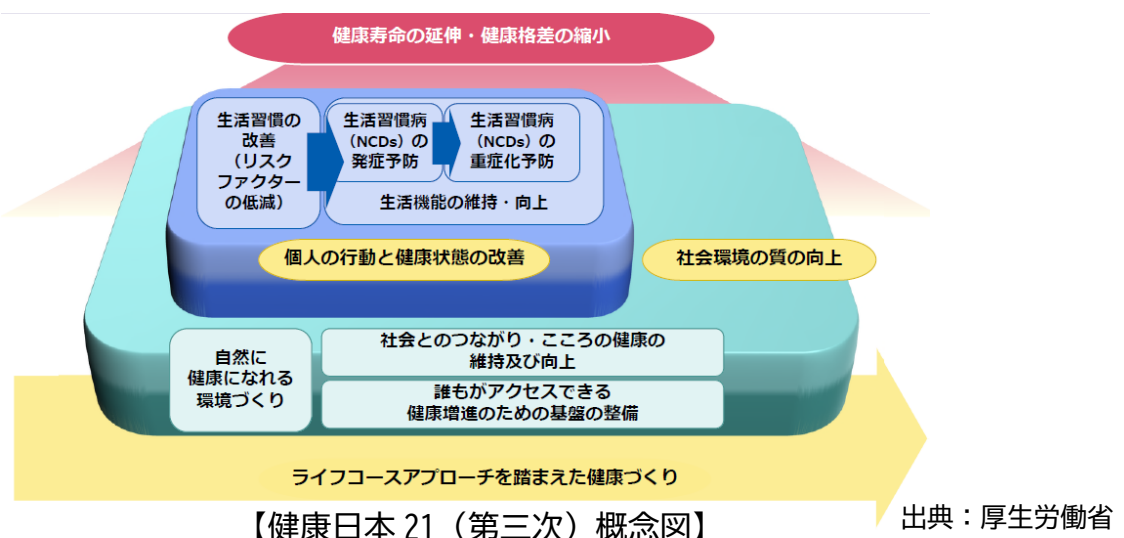 健康寿命の延伸・健康格差の縮小
生活習慣の
改善
（リスク
ファクター
の低減）
生活習慣病
（NCDs）の
発症予防
生活習慣病
（NCDs）の
重症化予防
生活機能の維持・向上
個人の行動と健康状態の改善
社会環境の質の向上
自然に
健康になれる
環境づくり
社会とのつながり・こころの健康の
維持及び向上
誰もがアクセスできる
健康増進のための基盤の整備
ライフコースアプローチを踏まえた健康づくり
【健康日本 21（第三次）概念図】
出典：厚生労働省